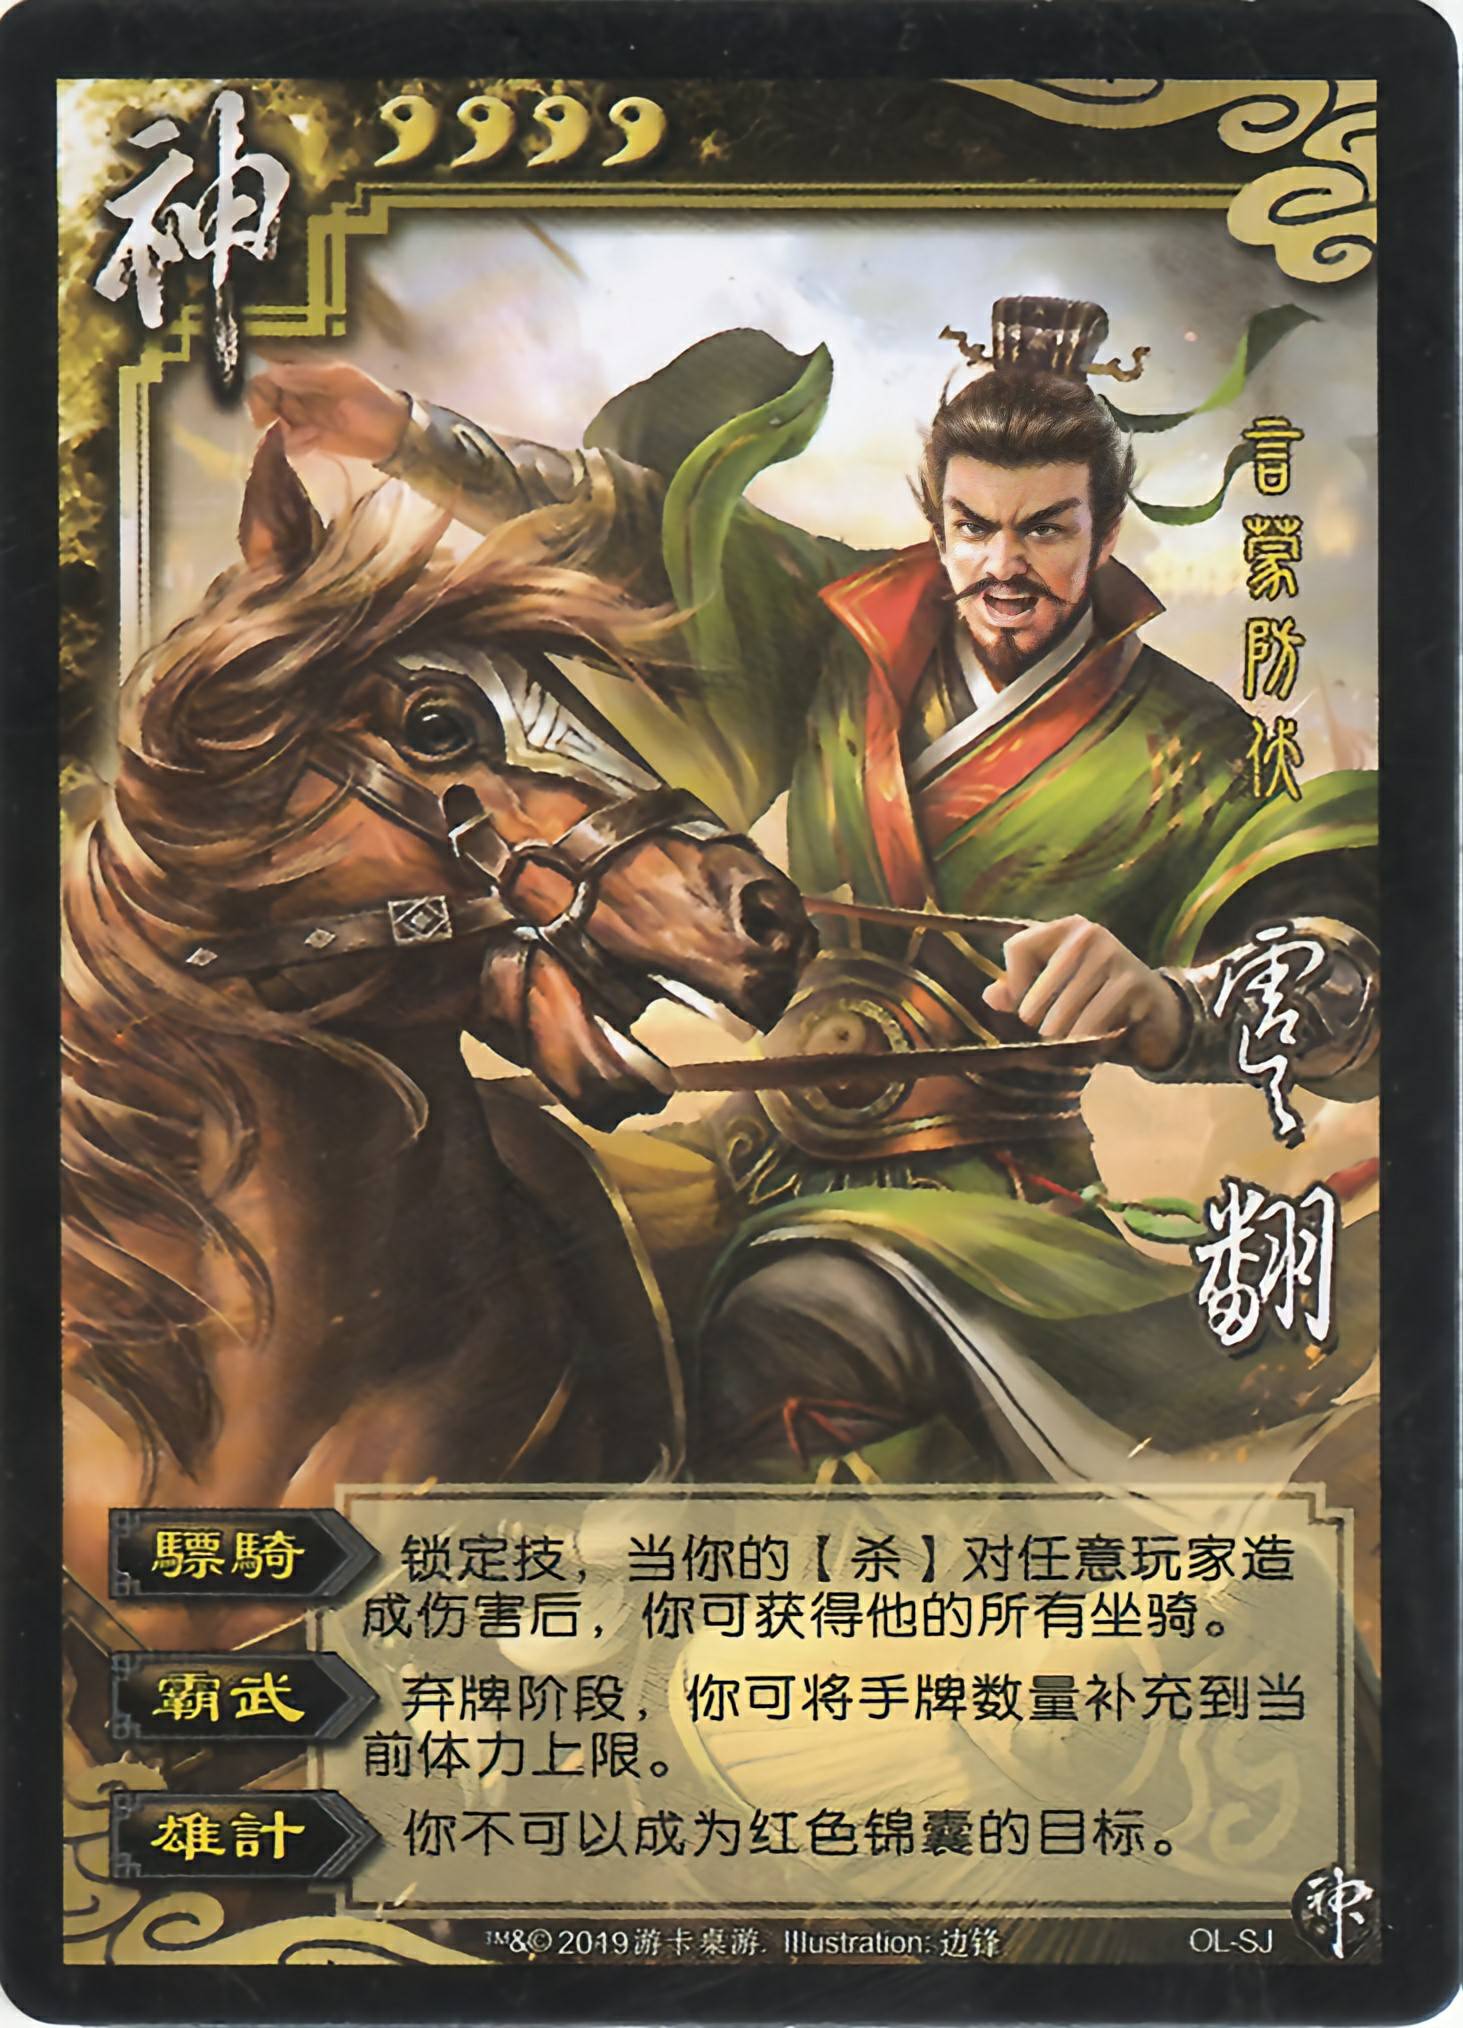 神
言蒙防伏
虞翻
驃騎
锁定技，当你的【杀】对任意玩家造
成伤害后，你可获得他的所有坐骑。
霸武
弃牌阶段，你可将手牌数量补充到当
前体力上限。
雄計
你不可以成为红色锦囊的目标。
™&©2019游卡桌游. Illustration: 边锋
OL-SJ
神